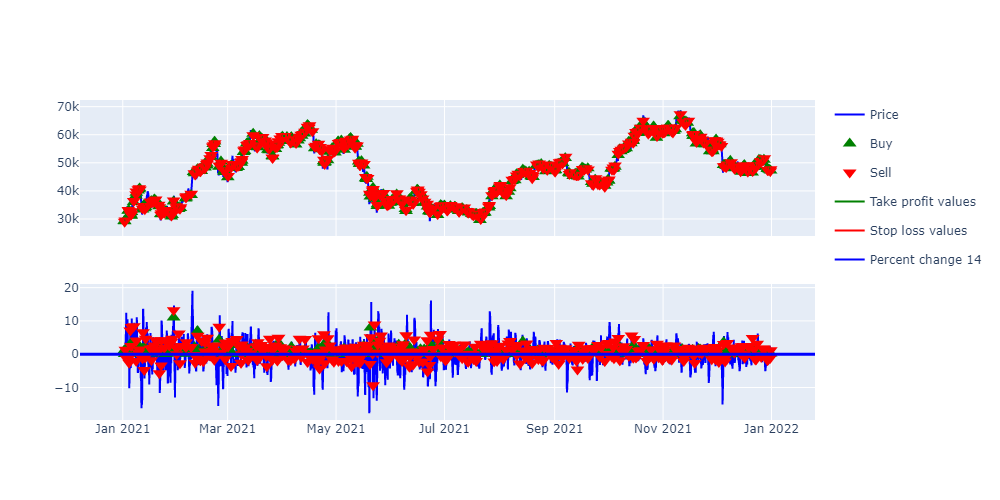 70k
60k
50k
40k
30k
20
10
0
−10
Jan 2021 Mar 2021 May 2021 Jul 2021 Sep 2021 Nov 2021 Jan 2022
Price
Buy
Sell
Take profit values
Stop loss values
Percent change 14